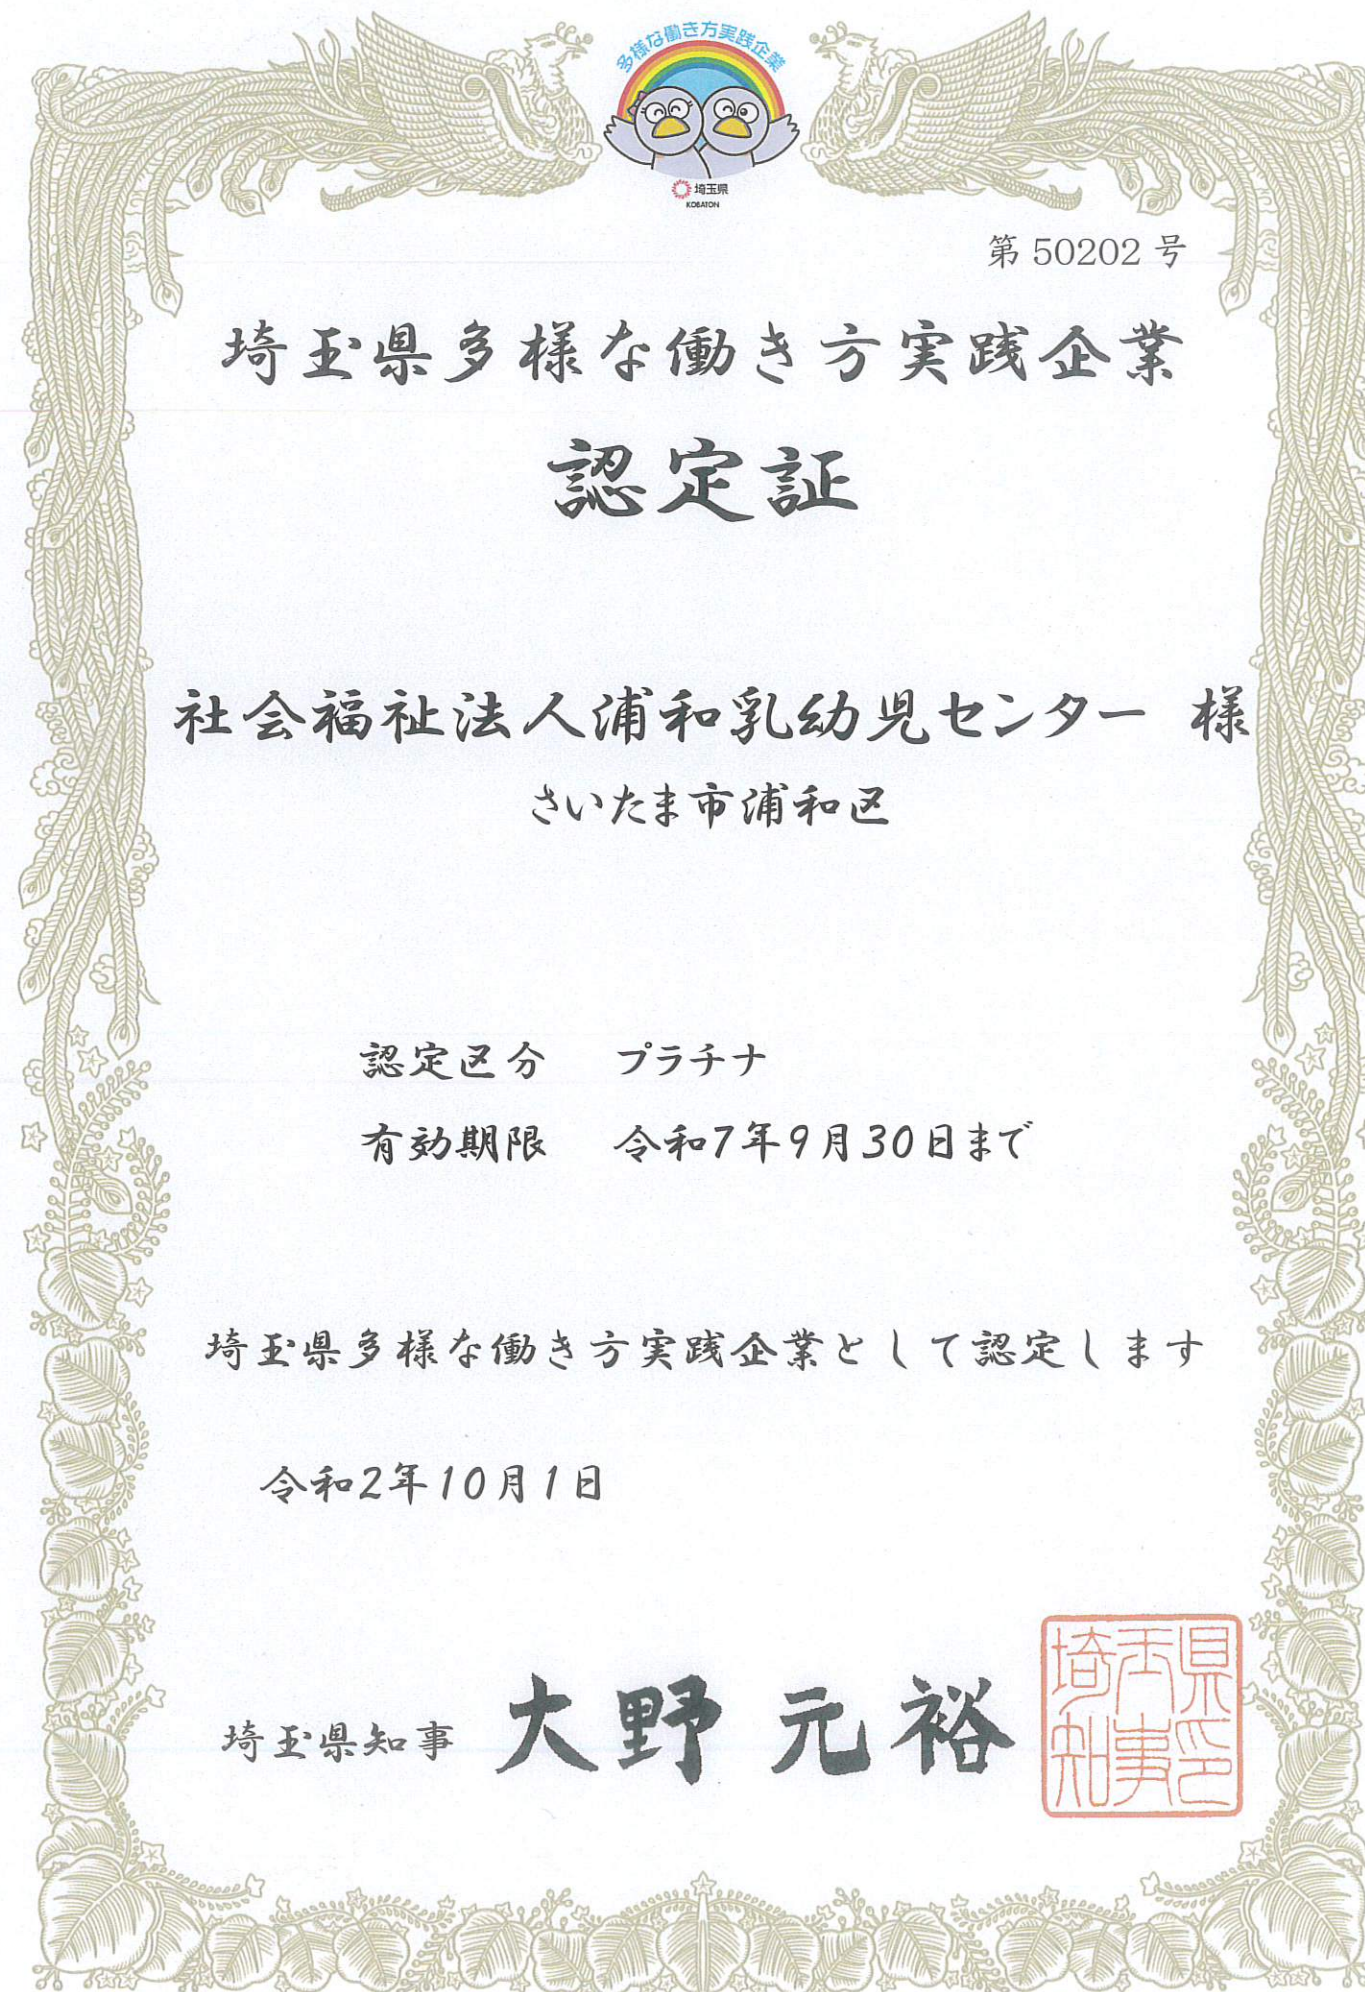 多様な働き方実践企業
埼玉県
KOBATON
第 50202 号
埼玉県多様な働き方実践企業
認定証
社会福祉法人浦和乳幼児センター 様
さいたま市浦和区
認定区分 プラチナ
有効期限 令和7年9月30日まで
埼玉県多様な働き方実践企業として認定します
令和2年10月1日
埼玉県知事 大野 元裕
埼玉県
知事印